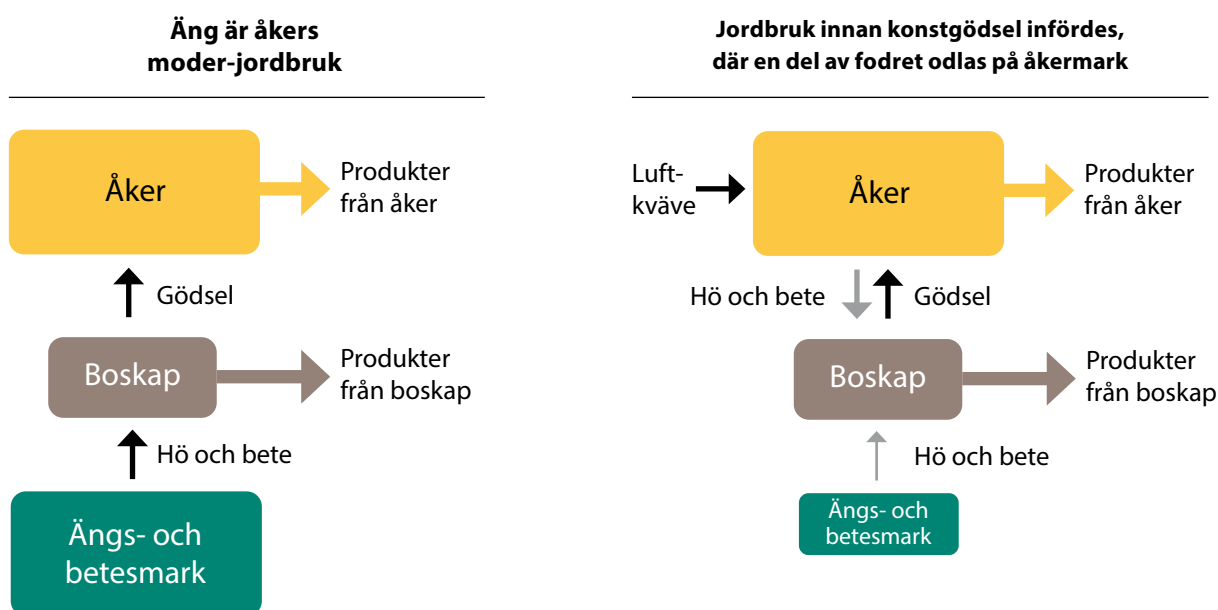 Äng är åkers
moder-jordbruk
Åker
Produkter
från åker
Gödsel
Boskap
Produkter
från boskap
Hö och bete
Ängs- och
betesmark
Jordbruk innan konstgödsel infördes,
där en del av fodret odlas på åkermark
Luft-
kväve
Åker
Produkter
från åker
Hö och bete
Gödsel
Boskap
Produkter
från boskap
Hö och bete
Ängs- och
betesmark